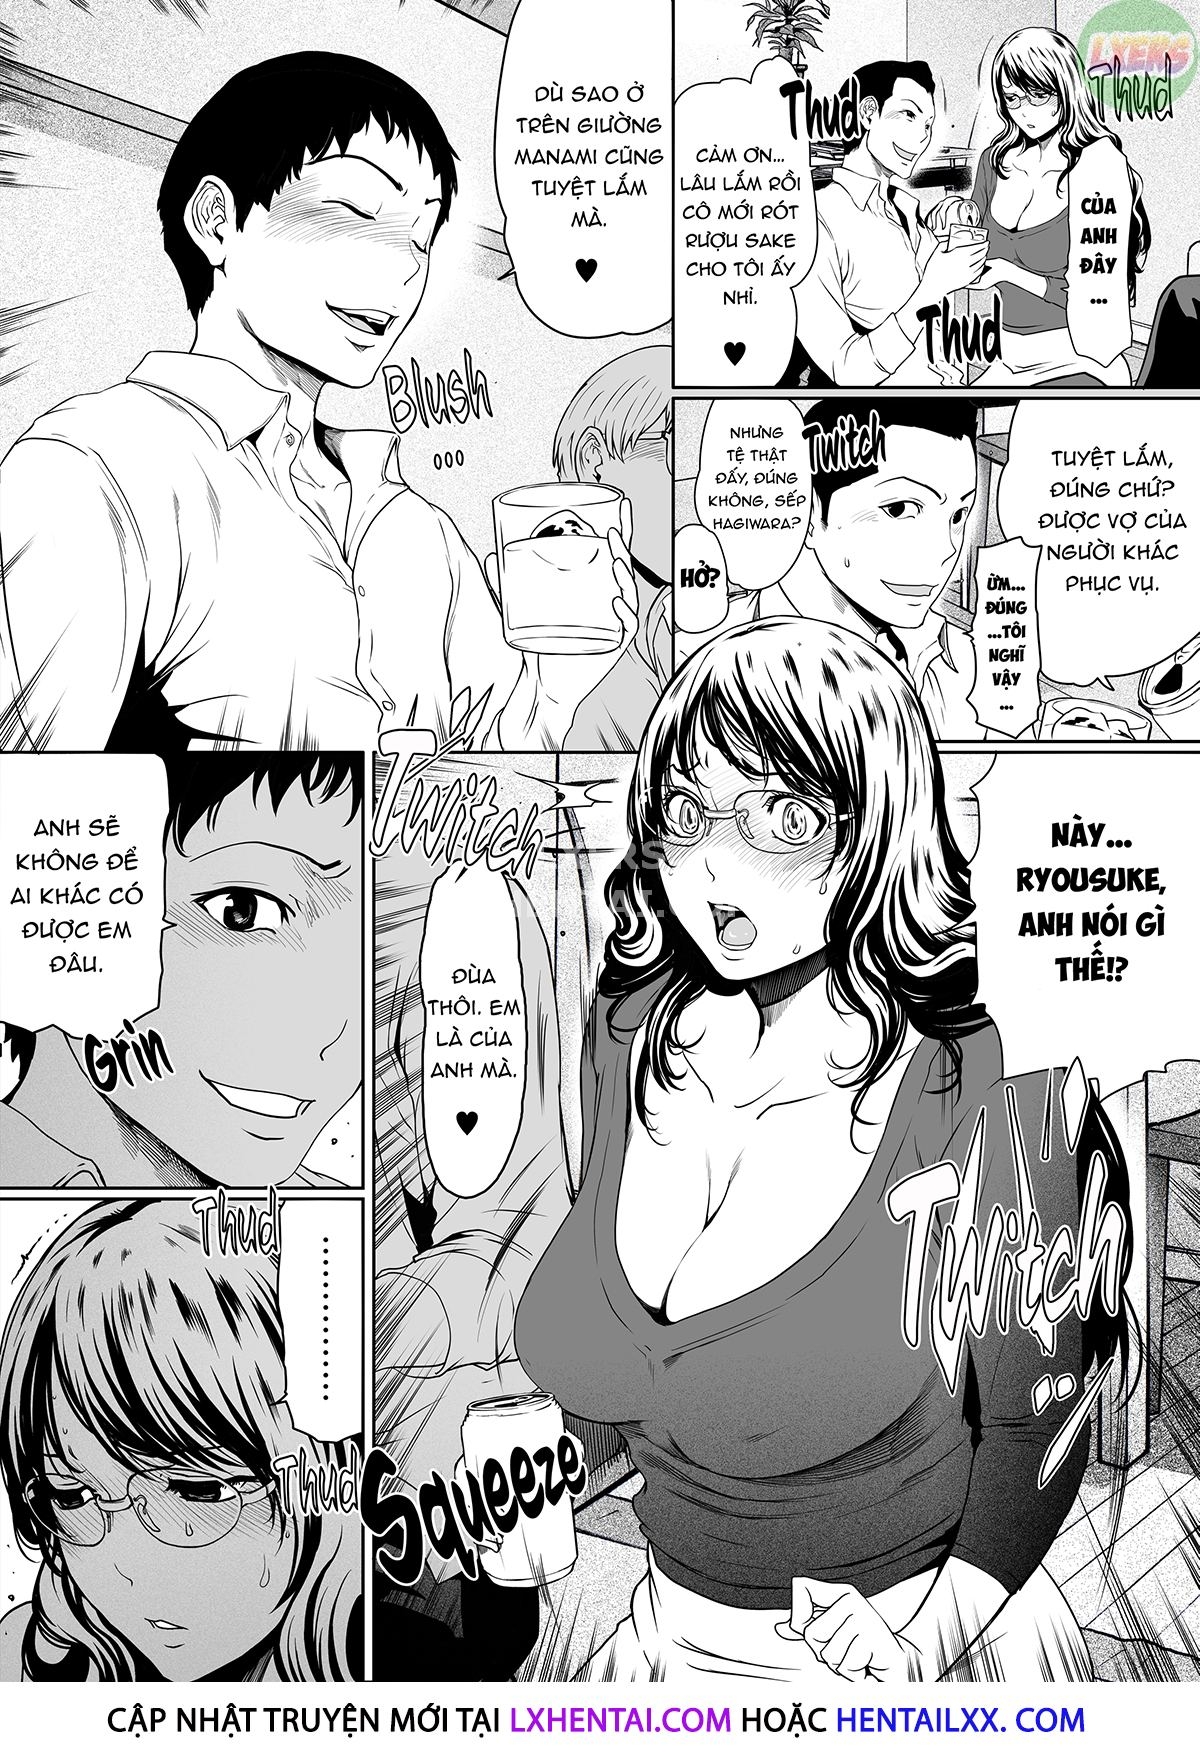 LXERS
Thud
CỦA
ANH
ĐÂY
...
Thud
CẢM ƠN...
LÂU LẮM RỒI
CÔ MỚI RÓT
RƯỢU SAKE
CHO TÔI ẤY
NHỈ.
♥
Thud
TUYỆT LẮM,
ĐÚNG CHỨ?
ĐƯỢC VỢ CỦA
NGƯỜI KHÁC
PHỤC VỤ.
ỪM...
ĐÚNG
...TÔI
NGHĨ
VẬY
...
Twitch
NHƯNG
TỆ THẬT
ĐẤY, ĐÚNG
KHÔNG, SẾP
HAGIWARA?
HỞ?
DÙ SAO Ở
TRÊN GIƯỜNG
MANAMI CŨNG
TUYỆT LẮM
MÀ.
♥
Blush
...
NÀY...
RYOUSUKE,
ANH NÓI GÌ
THẾ!?
Twitch
Twitch
ĐÙA
THÔI. EM
LÀ CỦA
ANH MÀ.
♥
Squeeze
ANH SẼ
KHÔNG ĐỂ
AI KHÁC CÓ
ĐƯỢC EM
ĐÂU.
Grin
Thud
..........
Thud
CẬP NHẬT TRUYỆN MỚI TẠI LXHENTAI.COM HOẶC HENTAILXX. COM